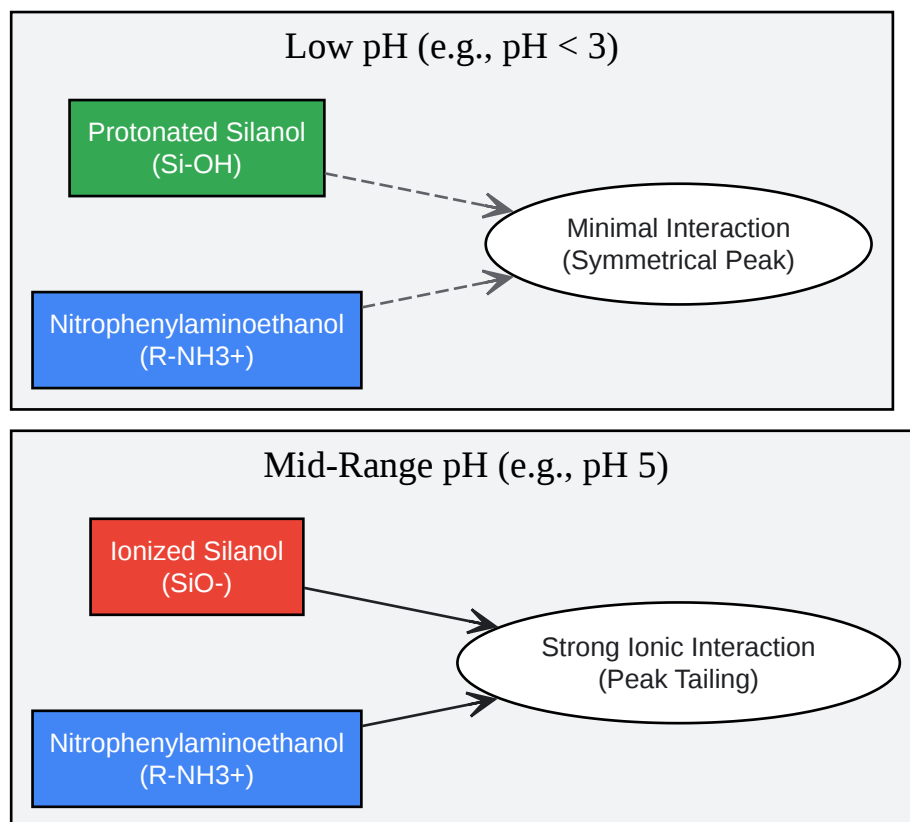 Low pH (e.g., pH < 3)
Protonated Silanol
(Si-OH)
Minimal Interaction
(Symmetrical Peak)
Nitrophenylaminoethanol
(R-NH3+)
Mid-Range pH (e.g., pH 5)
Ionized Silanol
(SiO-)
Strong Ionic Interaction
(Peak Tailing)
Nitrophenylaminoethanol
(R-NH3+)